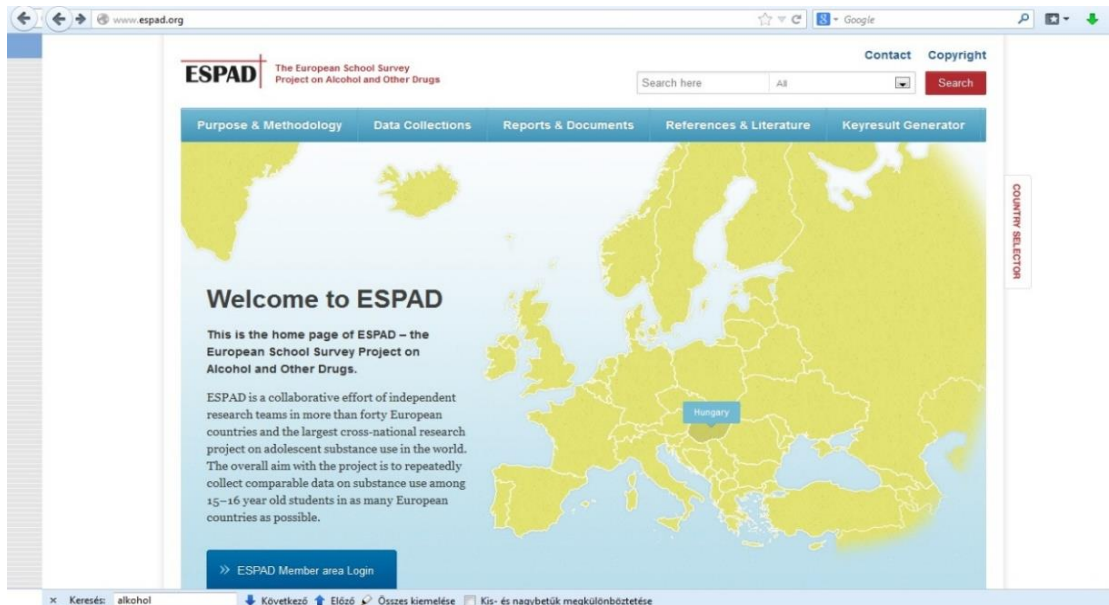 www.espad.org
Google
Contact Copyright
ESPAD
The European School Survey
Project on Alcohol and Other Drugs
Search here All Search
Purpose & Methodology Data Collections Reports & Documents References & Literature Keyresult Generator
COUNTRY SELECTOR
Welcome to ESPAD
This is the home page of ESPAD – the
European School Survey Project on
Alcohol and Other Drugs.
ESPAD is a collaborative effort of independent
research teams in more than forty European
countries and the largest cross-national research
project on adolescent substance use in the world.
The overall aim with the project is to repeatedly
collect comparable data on substance use among
15–16 year old students in as many European
countries as possible.
Hungary
» ESPAD Member area Login
x Keresés: alkohol Következő Előző Összes kiemelése Kis- és nagybetűk megkülönböztetése